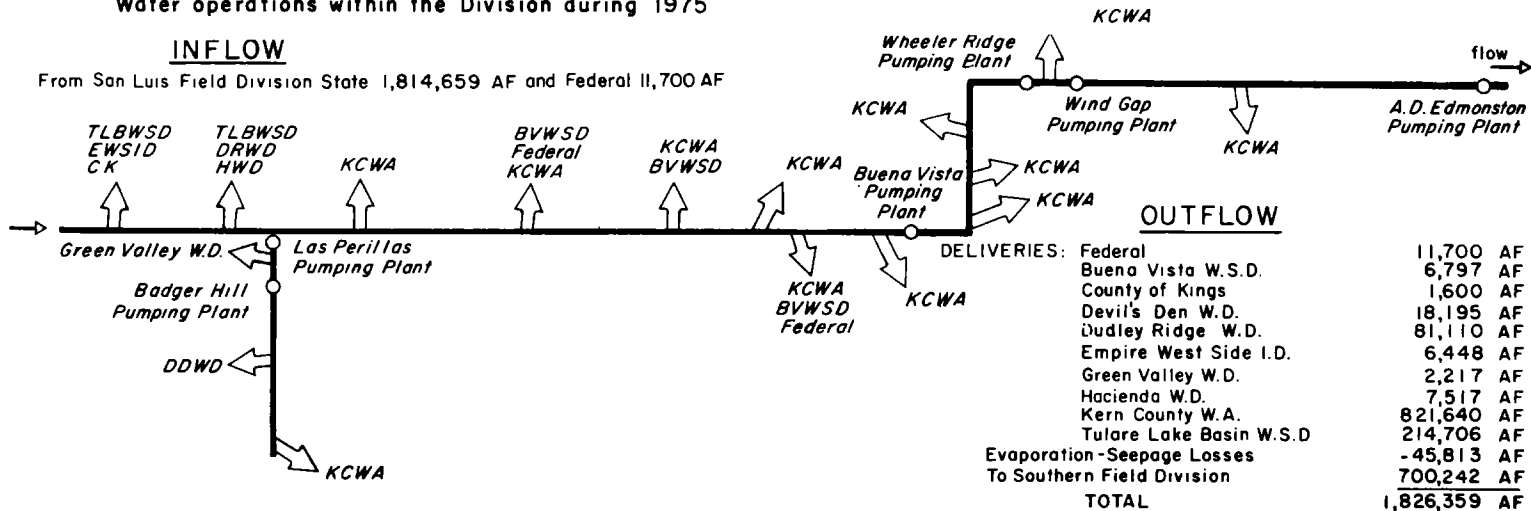 Water operations within the Division during 1975
INFLOW
From San Luis Field Division State 1,814,659 AF and Federal 11,700 AF
KCWA
Wheeler Ridge
Pumping Plant
flow
Wind Gap
Pumping Plant
A.D. Edmonston
Pumping Plant
KCWA
KCWA
TLBWSD
EWSID
CK
TLBWSD
DRWD
HWD
KCWA
BVWSD
Federal
KCWA
KCWA
BVWSD
KCWA
Buena Vista
Pumping
Plant
KCWA
KCWA
Green Valley W.D.
Las Perillas
Pumping Plant
Badger Hill
Pumping Plant
DDWD
KCWA
KCWA
BVWSD
Federal
KCWA
OUTFLOW
DELIVERIES: Federal 11,700 AF
Buena Vista W.S.D. 6,797 AF
County of Kings 1,600 AF
Devil's Den W.D. 18,195 AF
Dudley Ridge W.D. 81,110 AF
Empire West Side I.D. 6,448 AF
Green Valley W.D. 2,217 AF
Hacienda W.D. 7,517 AF
Kern County W.A. 821,640 AF
Tulare Lake Basin W.S.D 214,706 AF
Evaporation-Seepage Losses -45,813 AF
To Southern Field Division 700,242 AF
TOTAL 1,826,359 AF